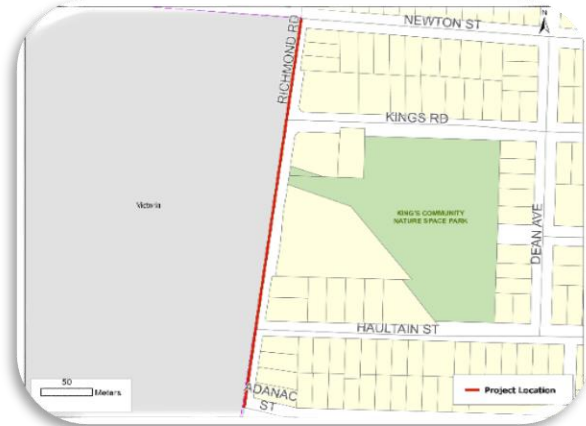 NEWTON ST
N
RICHMOND RD
KINGS RD
Victoria
KING'S COMMUNITY
NATURE SPACE PARK
DEAN AVE
HAULTAIN ST
50
Meters
ADANAC
ST
Project Location